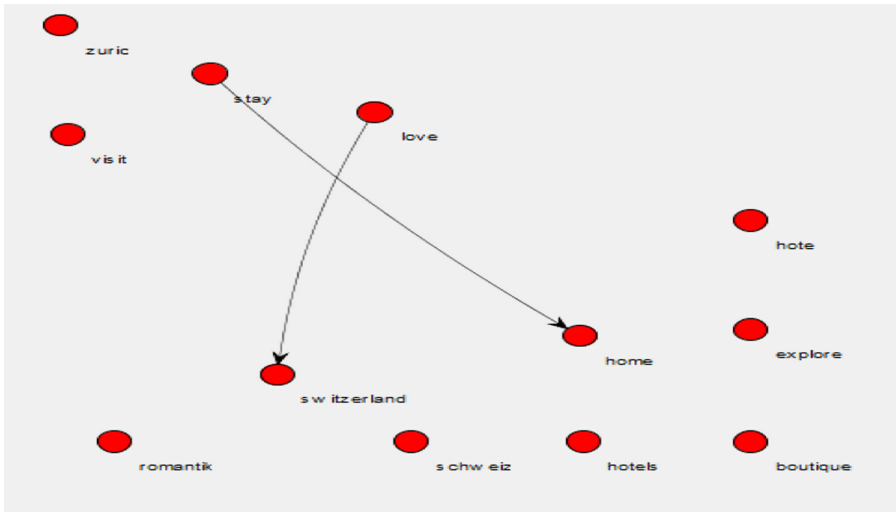 zuric
stay
love
visit
hote
explore
home
switzerland
romantik
schweiz
hotels
boutique